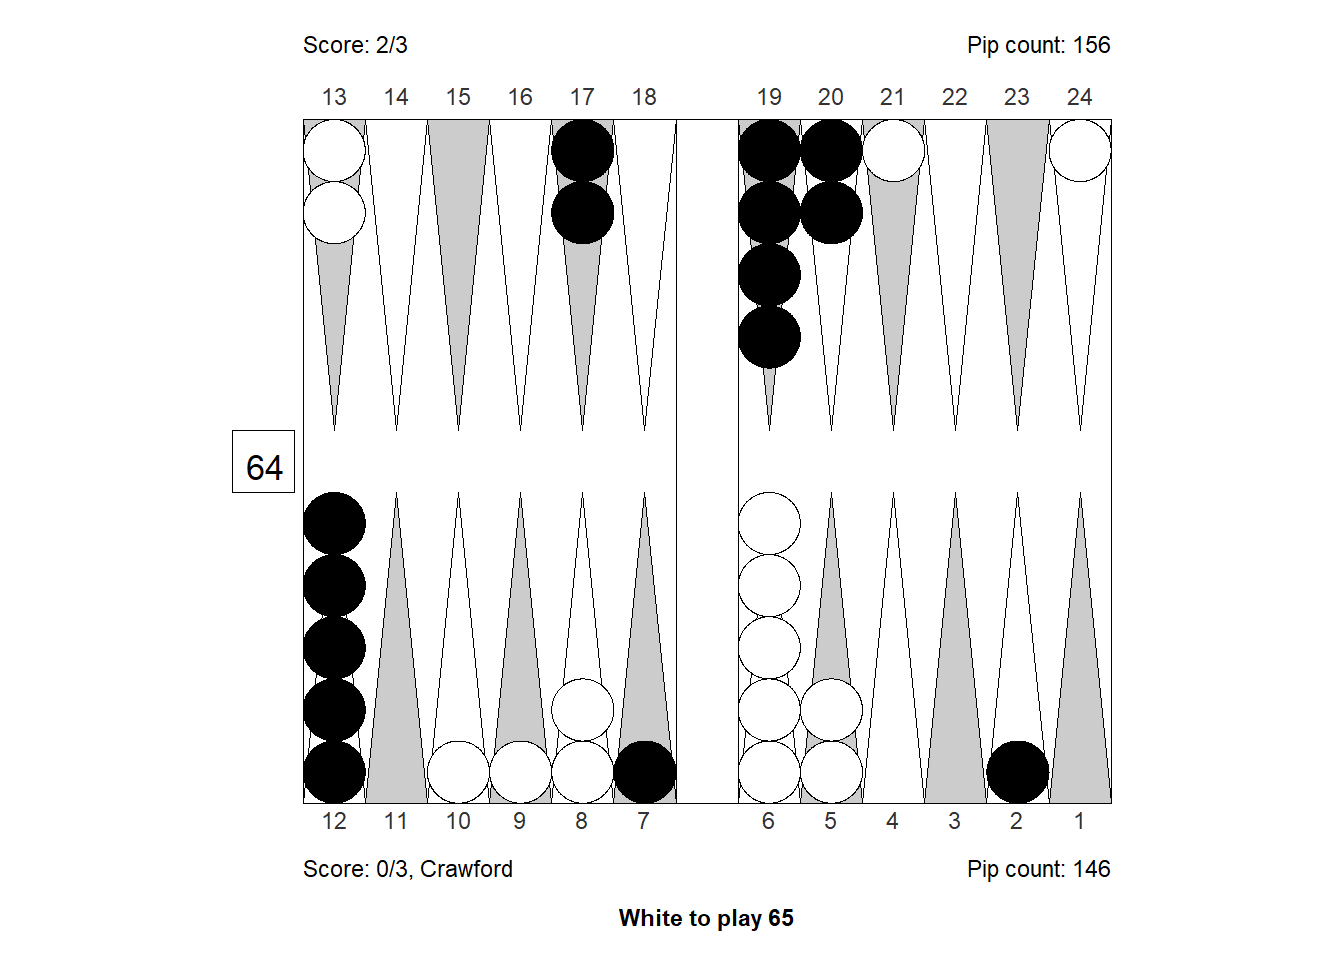 Score: 2/3 Pip count: 156
13 14 15 16 17 18 19 20 21 22 23 24
64
12 11 10 9 8 7 6 5 4 3 2 1
Score: 0/3, Crawford Pip count: 146
White to play 65